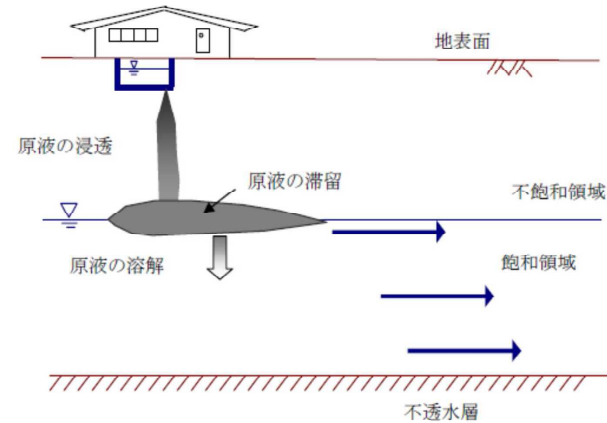 地表面
原液の浸透
原液の滞留
不飽和領域
原液の溶解
飽和領域
不透水層